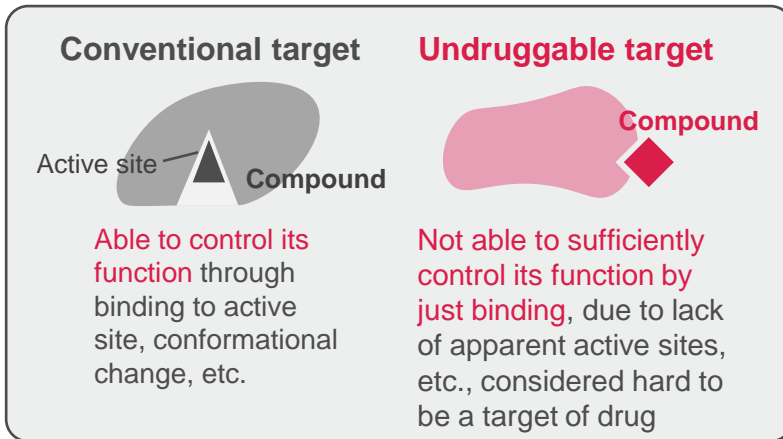 Conventional target
Active site
Compound
Able to control its
function through
binding to active
site, conformational
change, etc.
Undruggable target
Compound
Not able to sufficiently
control its function by
just binding, due to lack
of apparent active sites,
etc., considered hard to
be a target of drug